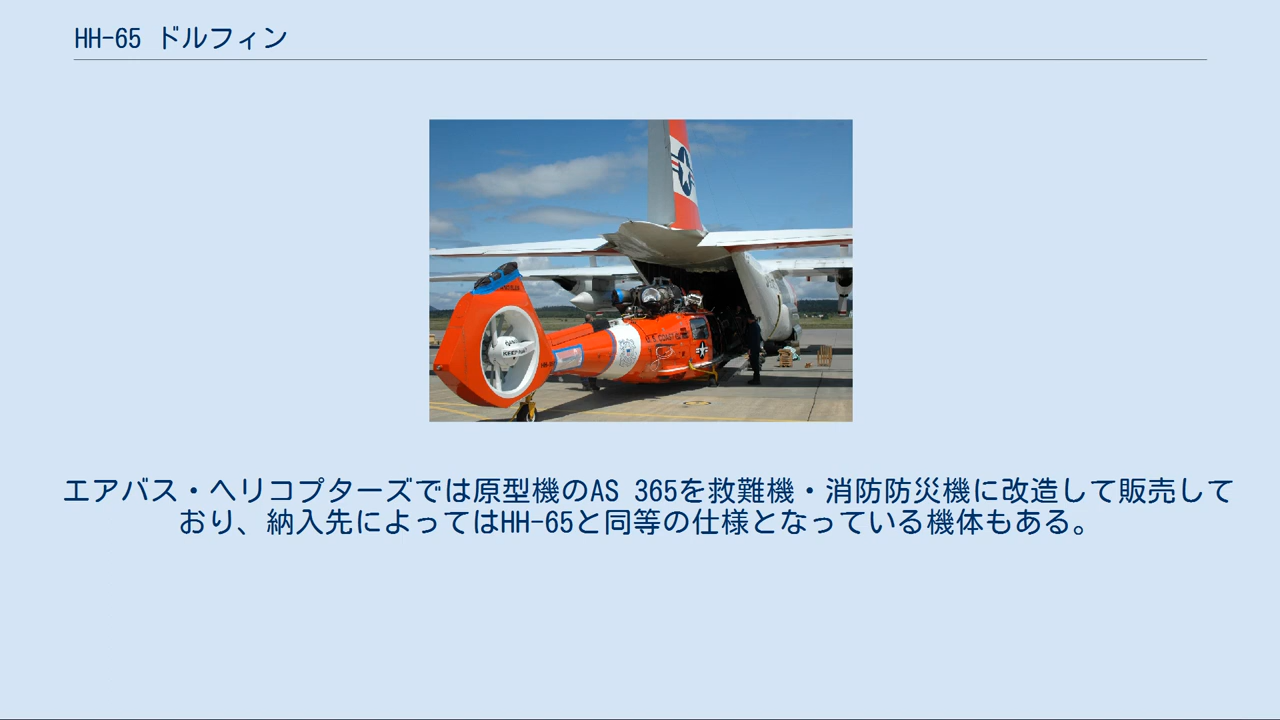 HH-65 ドルフィン
エアバス・ヘリコプターズでは原型機のAS 365を救難機・消防防災機に改造して販売して
おり、納入先によってはHH-65と同等の仕様となっている機体もある。